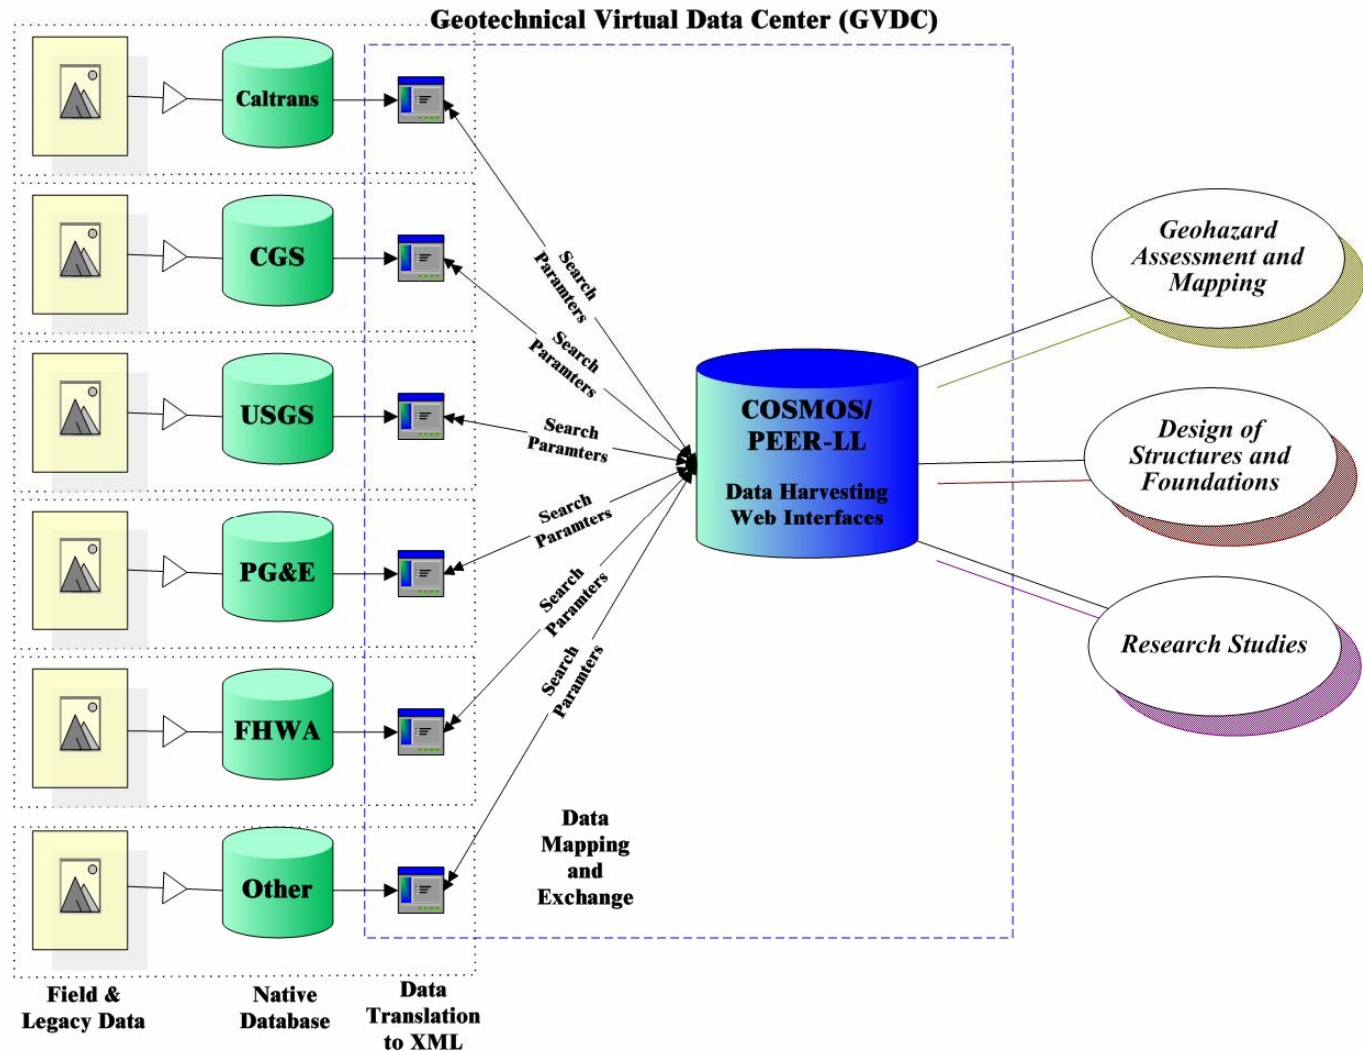 Geotechnical Virtual Data Center (GVDC)
Caltrans
CGS
USGS
PG&E
FHWA
Other
Search
Paramters
Search
Paramters
Search
Paramters
Search
Paramters
Search
Paramters
Search
Paramters
COSMOS/
PEER-LL
Data Harvesting
Web Interfaces
Geohazard
Assessment and
Mapping
Design of
Structures and
Foundations
Research Studies
Data
Mapping
and
Exchange
Field &
Legacy Data
Native
Database
Data
Translation
to XML